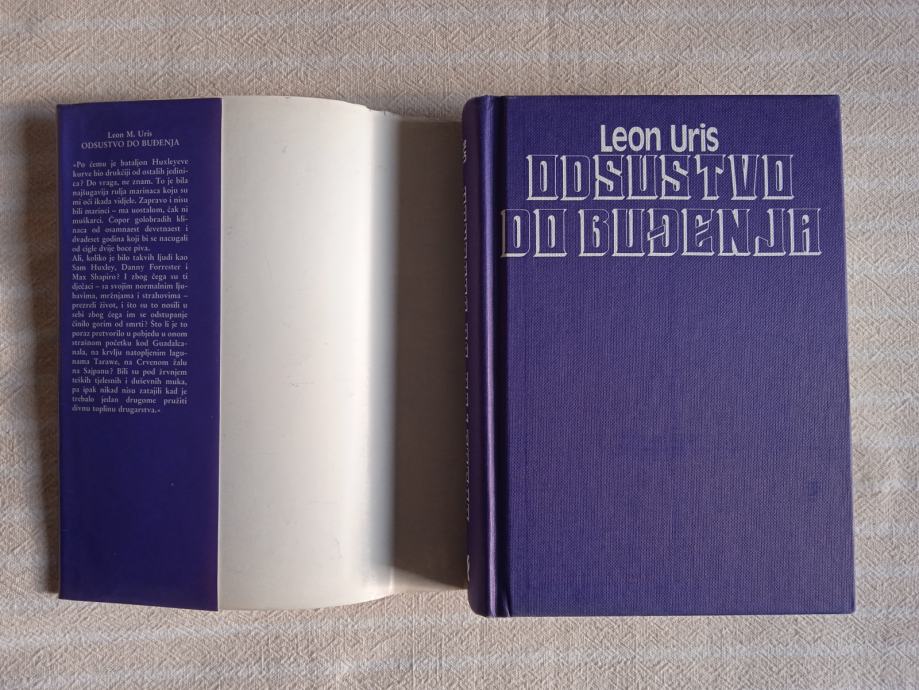 Leon M. Uris
ODSUSTVO DO BUĐENJA
»Po čemu je bataljon Huxleyeve
kurve bio drukčiji od ostalih jedini-
ca? Do vraga, ne znam. To je bila
najšugavija rulja marinaca koju su
mi oči ikada vidjele. Zapravo i nisu
bili marinci – ma uostalom, čak ni
muškarci. Čopor golobradih kli-
naca od osamnaest devetnaest i
dvadeset godina koji bi se nacugali
od cigle dvije boce piva.
Ali, koliko je bilo takvih ljudi kao
Sam Huxley, Danny Forrester i
Max Shapiro? I zbog čega su ti
dječaci – sa svojim normalnim lju-
bavima, mržnjama i strahovima –
prezreli život, i što su to nosili u
sebi zbog čega im se odstupanje
činilo gorim od smrti? Što li je to
poraz pretvorilo u pobjedu u onom
strašnom početku kod Guadalca-
nala, na krvlju natopljenim lagu-
nama Tarawe, na Crvenom žalu
na Sajpanu? Bili su pod žrvnjem
teških tjelesnih i duševnih muka,
pa ipak nikad nisu zatajili kad je
trebalo jedan drugome pružiti
divnu toplinu drugarstva.«
Uris
Leon Uris
ODSUSTVO
DO BUĐENJA